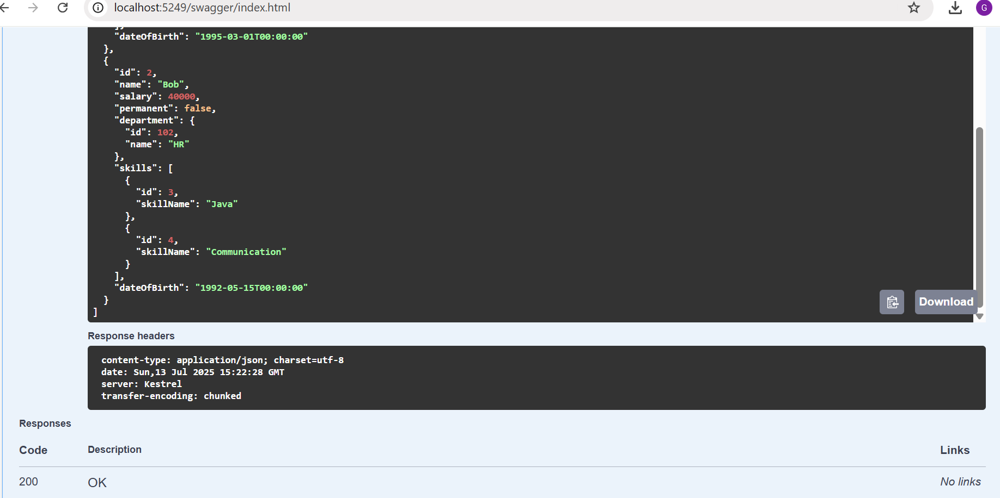 localhost:5249/swagger/index.html
G
],
"dateOfBirth": "1995-03-01T00:00:00"
},
{
"id": 2,
"name": "Bob",
"salary": 40000,
"permanent": false,
"department": {
"id": 102,
"name": "HR"
},
"skills": [
{
"id": 3,
"skillName": "Java"
},
{
"id": 4,
"skillName": "Communication"
}
],
"dateOfBirth": "1992-05-15T00:00:00"
}
]
Download
Response headers
content-type: application/json; charset=utf-8
date: Sun,13 Jul 2025 15:22:28 GMT
server: Kestrel
transfer-encoding: chunked
Responses
Code Description Links
200 OK No links